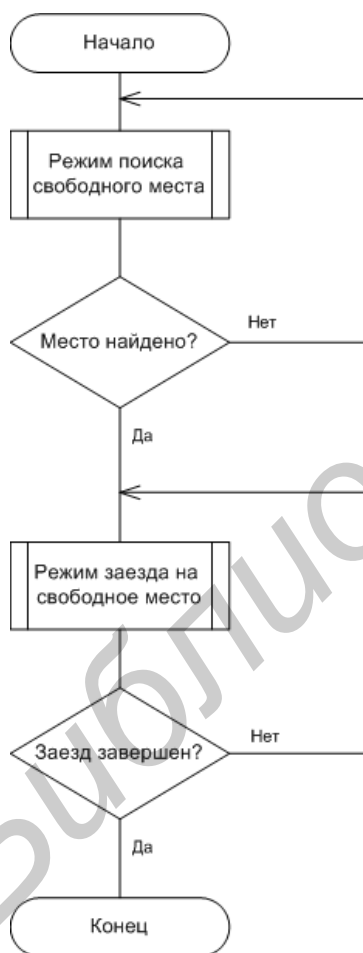 Начало
Режим поиска
свободного места
Место найдено?
Нет
Да
Режим заезда на
свободное место
Заезд завершен?
Нет
Да
Конец